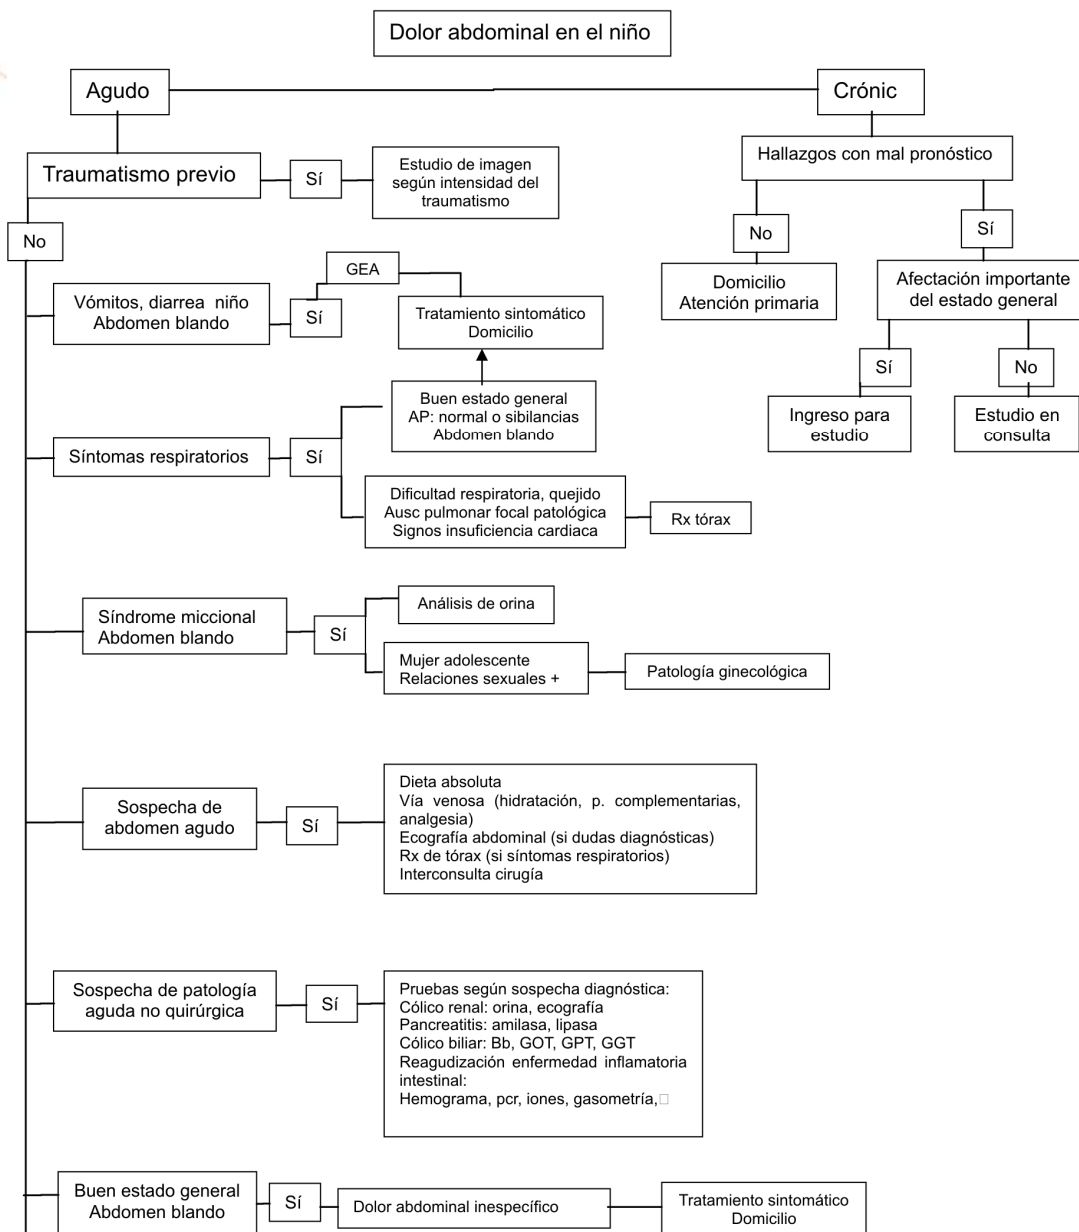 Dolor abdominal en el niño
Agudo
Crónic
Traumatismo previo
Sí
Estudio de imagen
según intensidad del
traumatismo
No
Hallazgos con mal pronóstico
No
Sí
Domicilio
Atención primaria
Afectación importante
del estado general
Sí
No
Ingreso para
estudio
Estudio en
consulta
Vómitos, diarrea niño
Abdomen blando
Sí
GEA
Tratamiento sintomático
Domicilio
Síntomas respiratorios
Sí
Buen estado general
AP: normal o sibilancias
Abdomen blando
Dificultad respiratoria, quejido
Ausc pulmonar focal patológica
Signos insuficiencia cardiaca
Rx tórax
Síndrome miccional
Abdomen blando
Sí
Análisis de orina
Mujer adolescente
Relaciones sexuales +
Patología ginecológica
Sospecha de
abdomen agudo
Sí
Dieta absoluta
Vía venosa (hidratación, p. complementarias,
analgesia)
Ecografía abdominal (si dudas diagnósticas)
Rx de tórax (si síntomas respiratorios)
Interconsulta cirugía
Sospecha de patología
aguda no quirúrgica
Sí
Pruebas según sospecha diagnóstica:
Cólico renal: orina, ecografía
Pancreatitis: amilasa, lipasa
Cólico biliar: Bb, GOT, GPT, GGT
Reagudización enfermedad inflamatoria
intestinal:
Hemograma, pcr, iones, gasometría,□
Buen estado general
Abdomen blando
Sí
Dolor abdominal inespecífico
Tratamiento sintomático
Domicilio